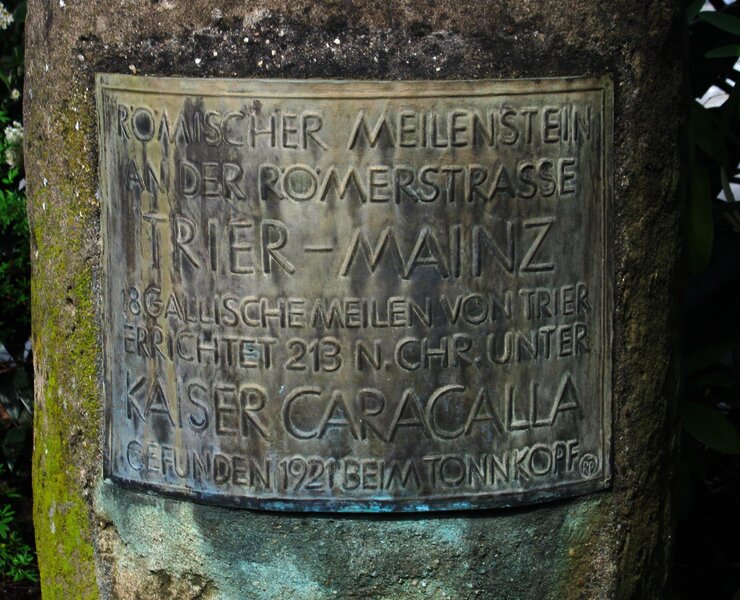 RÖMISCHER MEILENSTEIN
AN DER RÖMERSTRASSE
TRIER-MAINZ
18 GALLISCHE MEILEN VON TRIER
ERRICHTET 213 N. CHR. UNTER
KAISER CARACALLA
GEFUNDEN 1921 BEIM TONNKOPF